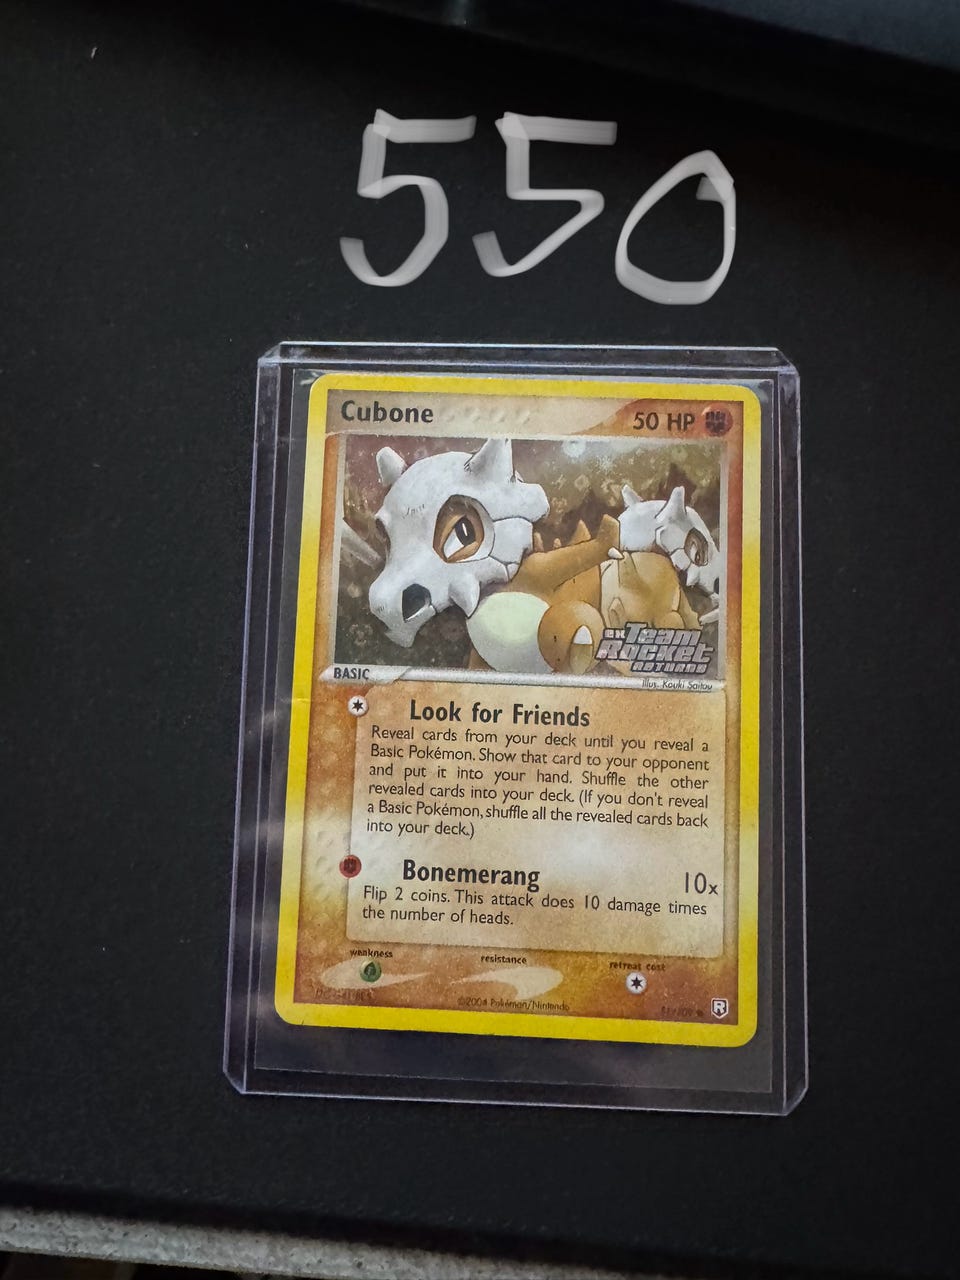 550
Cubone
50 HP
BASIC
EX Team
Rocket
RETURNS
Illus. Kouki Saitou
Look for Friends
Reveal cards from your deck until you reveal a
Basic Pokémon. Show that card to your opponent
and put it into your hand. Shuffle the other
revealed cards into your deck. (If you don't reveal
a Basic Pokémon, shuffle all the revealed cards back
into your deck.)
Bonemerang 10x
Flip 2 coins. This attack does 10 damage times
the number of heads.
weakness resistance retreat cost
©2004 Pokémon/Nintendo
R